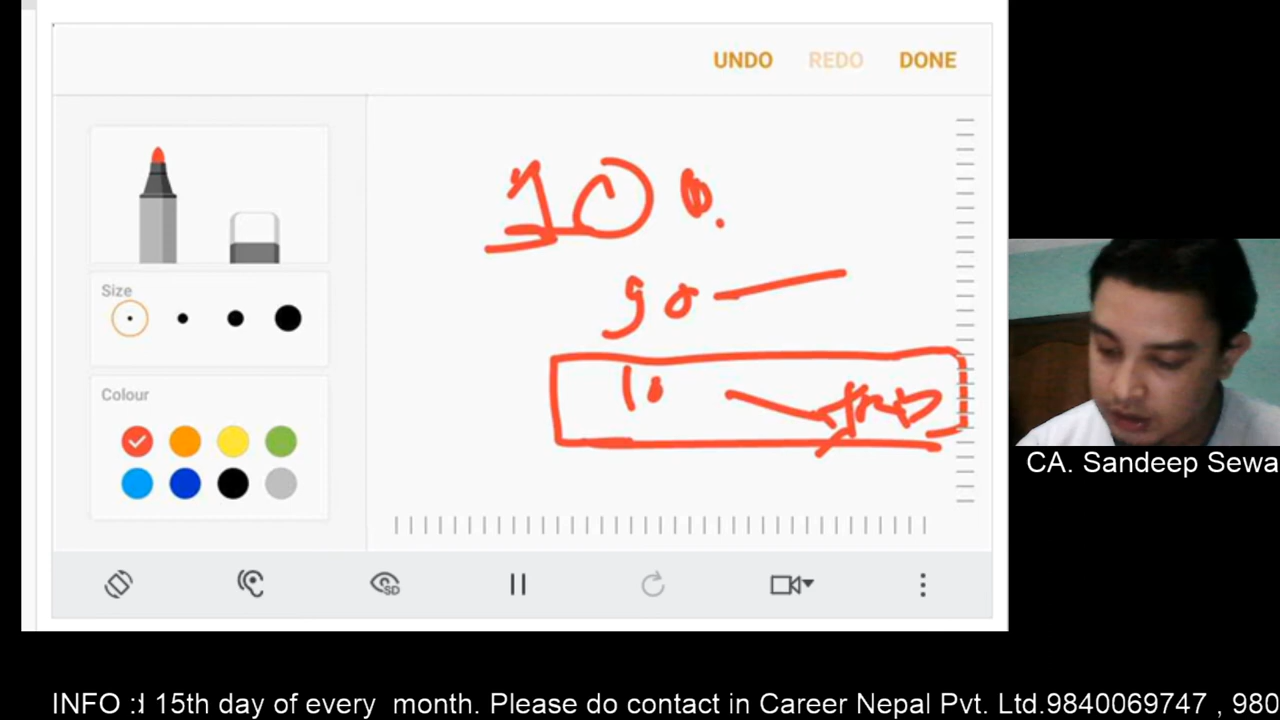 UNDO REDO DONE
100.
90
Size
10
Colour
SD
CA. Sandeep Sewa
INFO :l 15th day of every month. Please do contact in Career Nepal Pvt. Ltd.9840069747 , 980